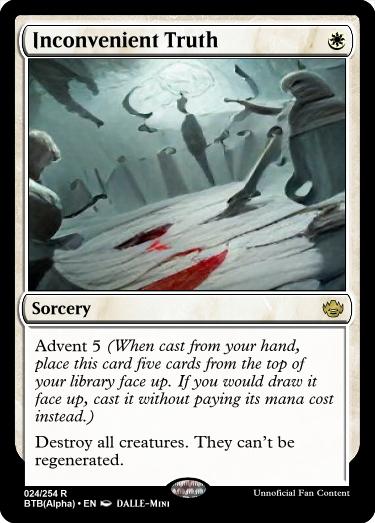 Inconvenient Truth
Sorcery
Advent 5 (When cast from your hand,
place this card five cards from the top of
your library face up. If you would draw it
face up, cast it without paying its mana cost
instead.)
Destroy all creatures. They can't be
regenerated.
024/254 R
BTB(Alpha) • EN DALLE-Mini
Unofficial Fan Content